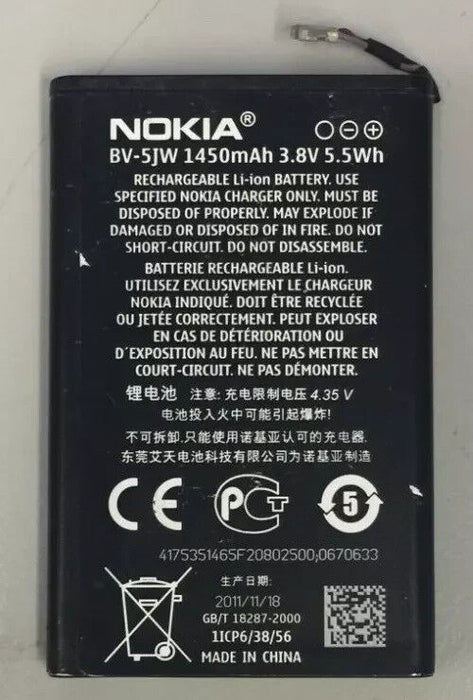 NOKIA®
BV-5JW 1450mAh 3.8V 5.5Wh
RECHARGEABLE Li-ion BATTERY. USE
SPECIFIED NOKIA CHARGER ONLY. MUST BE
DISPOSED OF PROPERLY. MAY EXPLODE IF
DAMAGED OR DISPOSED OF IN FIRE. DO NOT
SHORT-CIRCUIT. DO NOT DISASSEMBLE.
BATTERIE RECHARGEABLE Li-ion.
UTILISEZ EXCLUSIVEMENT LE CHARGEUR
NOKIA INDIQUÉ. DOIT ÊTRE RECYCLÉE
OU JETÉE CORRECTEMENT. PEUT EXPLOSER
EN CAS DE DÉTÉRIORATION OU
D'EXPOSITION AU FEU. NE PAS METTRE EN
COURT-CIRCUIT. NE PAS DÉMONTER.
锂电池 注意: 充电限制电压 4.35 V
电池投入火中可能引起爆炸!
不可拆卸.只能使用诺基亚认可的充电器.
东莞艾天电池科技有限公司为诺基亚制造
CE PCT 5
4175351465F20802500;0670633
生产日期:
2011/11/18
GB/T 18287-2000
1ICP6/38/56
MADE IN CHINA